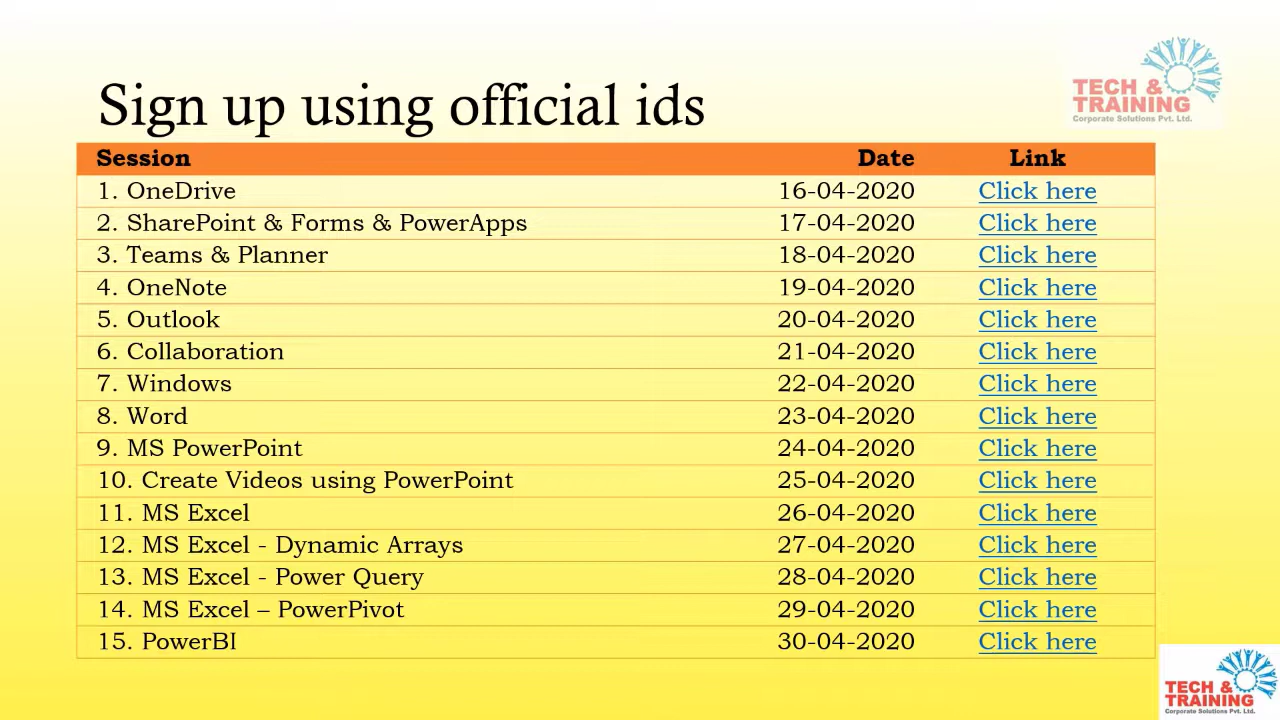 TECH &
TRAINING
Corporate Solutions Pvt. Ltd.
Sign up using official ids
Session Date Link
1. OneDrive 16-04-2020 Click here
2. SharePoint & Forms & PowerApps 17-04-2020 Click here
3. Teams & Planner 18-04-2020 Click here
4. OneNote 19-04-2020 Click here
5. Outlook 20-04-2020 Click here
6. Collaboration 21-04-2020 Click here
7. Windows 22-04-2020 Click here
8. Word 23-04-2020 Click here
9. MS PowerPoint 24-04-2020 Click here
10. Create Videos using PowerPoint 25-04-2020 Click here
11. MS Excel 26-04-2020 Click here
12. MS Excel - Dynamic Arrays 27-04-2020 Click here
13. MS Excel - Power Query 28-04-2020 Click here
14. MS Excel – PowerPivot 29-04-2020 Click here
15. PowerBI 30-04-2020 Click here
TECH &
TRAINING
Corporate Solutions Pvt. Ltd.